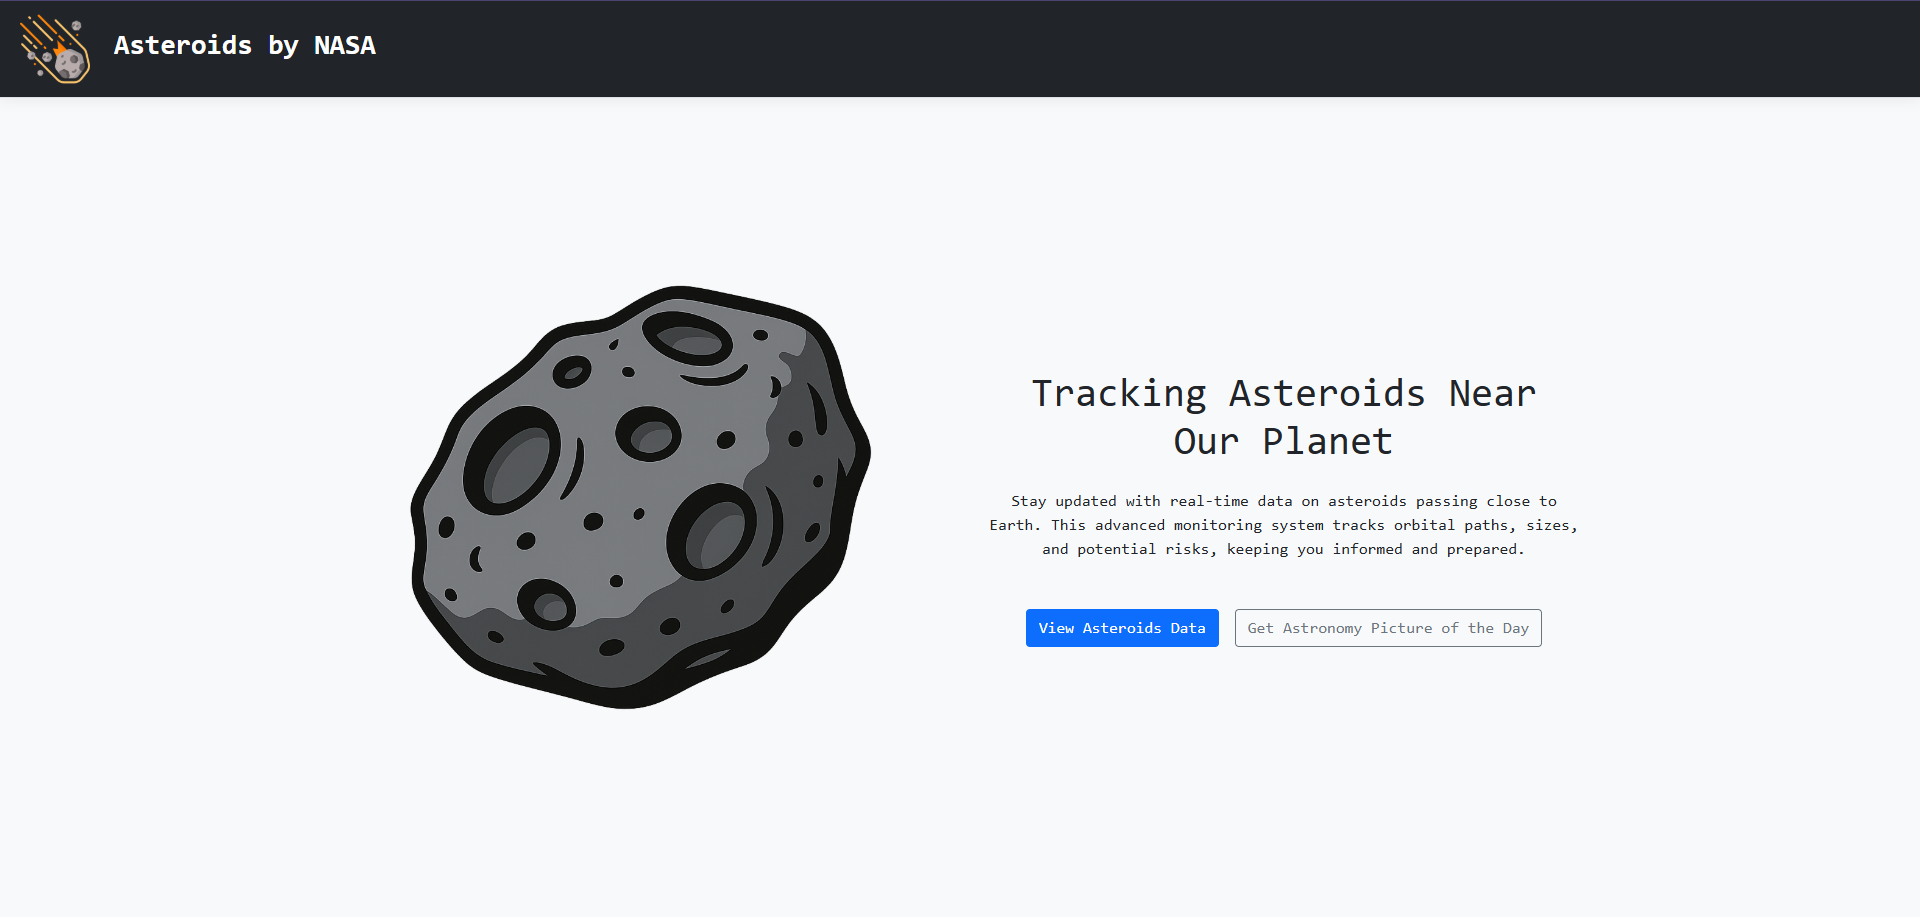 Asteroids by NASA
Tracking Asteroids Near
Our Planet
Stay updated with real-time data on asteroids passing close to
Earth. This advanced monitoring system tracks orbital paths, sizes,
and potential risks, keeping you informed and prepared.
View Asteroids Data
Get Astronomy Picture of the Day